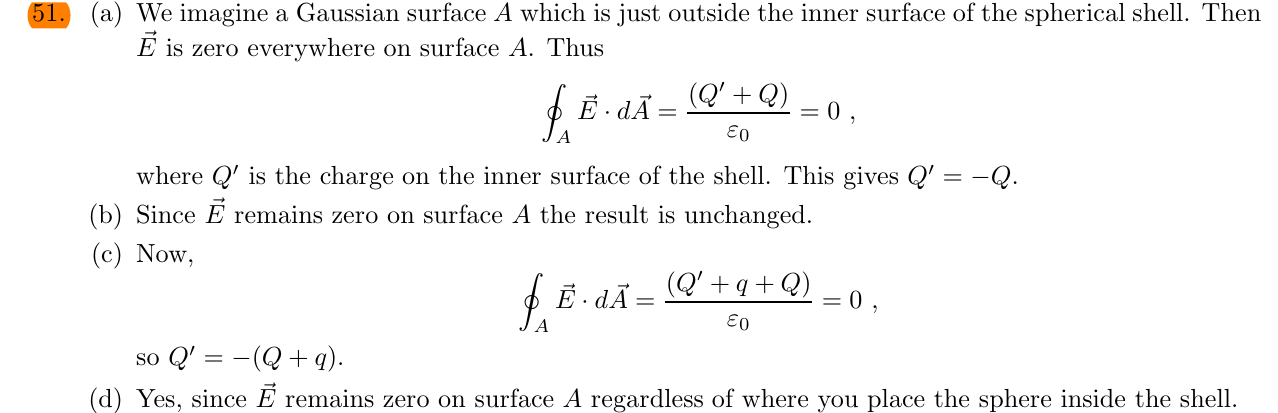 51. (a) We imagine a Gaussian surface A which is just outside the inner surface of the spherical shell. Then
$\vec{E}$ is zero everywhere on surface A. Thus
$\oint_A \vec{E} \cdot d\vec{A} = \frac{(Q' + Q)}{\varepsilon_0} = 0$ ,
where Q′ is the charge on the inner surface of the shell. This gives Q′ = −Q.
(b) Since $\vec{E}$ remains zero on surface A the result is unchanged.
(c) Now,
$\oint_A \vec{E} \cdot d\vec{A} = \frac{(Q' + q + Q)}{\varepsilon_0} = 0$ ,
so Q′ = −(Q + q).
(d) Yes, since $\vec{E}$ remains zero on surface A regardless of where you place the sphere inside the shell.